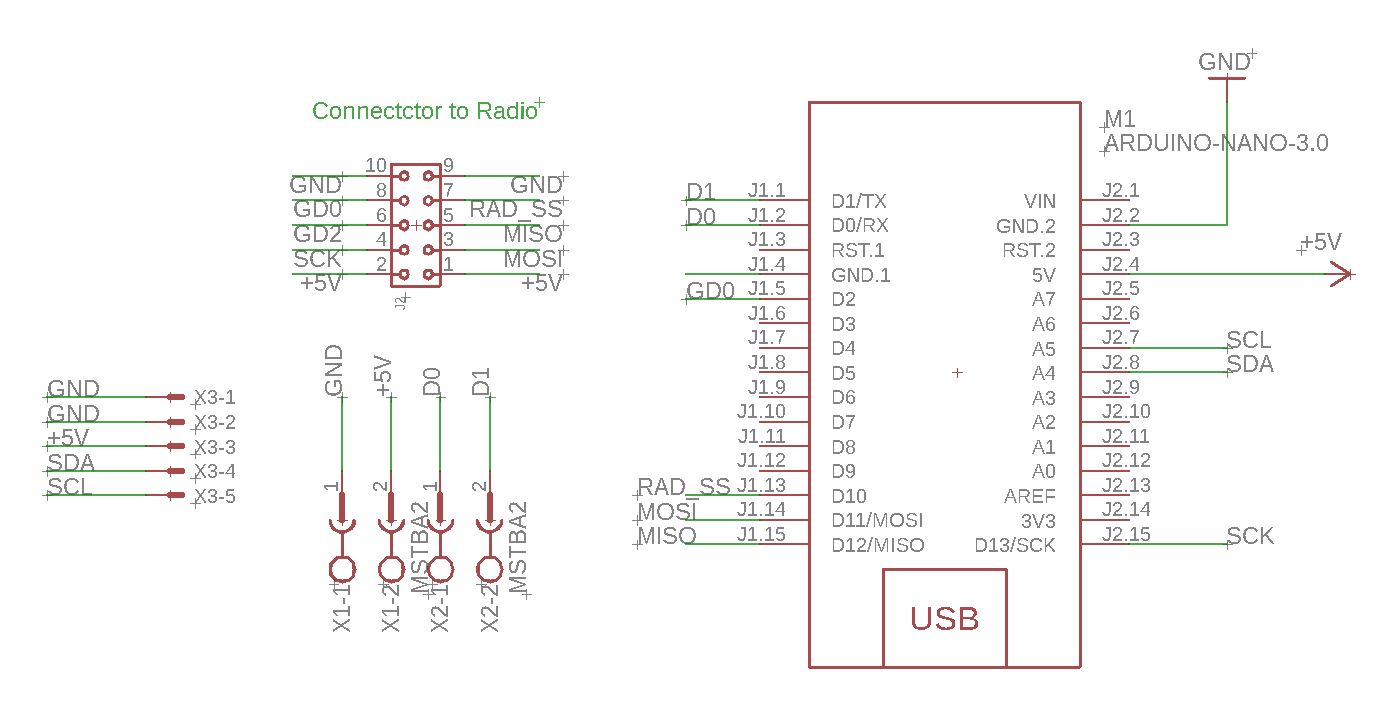 Connectctor to Radio
10 9
GND GND
8 7
GD0 RAD_SS
6 5
GD2 MISO
4 3
SCK MOSI
2 1
+5V +5V
J2
GND
GND
+5V
SDA
SCL
X3-1
X3-2
X3-3
X3-4
X3-5
GND
+5V
D0
D1
1
2
1
2
MSTBA2
MSTBA2
X1-1
X1-2
X2-1
X2-2
GND
M1
ARDUINO-NANO-3.0
+5V
D1 J1.1 D1/TX VIN J2.1
D0 J1.2 D0/RX GND.2 J2.2
J1.3 RST.1 RST.2 J2.3
J1.4 GND.1 5V J2.4
GD0 J1.5 D2 A7 J2.5
J1.6 D3 A6 J2.6
J1.7 D4 A5 J2.7 SCL
J1.8 D5 A4 J2.8 SDA
J1.9 D6 A3 J2.9
J1.10 D7 A2 J2.10
J1.11 D8 A1 J2.11
J1.12 D9 A0 J2.12
RAD_SS J1.13 D10 AREF J2.13
MOSI J1.14 D11/MOSI 3V3 J2.14
MISO J1.15 D12/MISO D13/SCK J2.15 SCK
USB